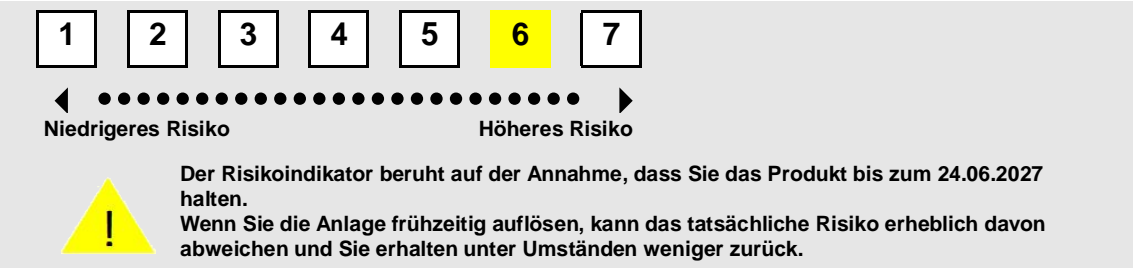 1 2 3 4 5 6 7
Niedrigeres Risiko Höheres Risiko
Der Risikoindikator beruht auf der Annahme, dass Sie das Produkt bis zum 24.06.2027
halten.
Wenn Sie die Anlage frühzeitig auflösen, kann das tatsächliche Risiko erheblich davon
abweichen und Sie erhalten unter Umständen weniger zurück.
!